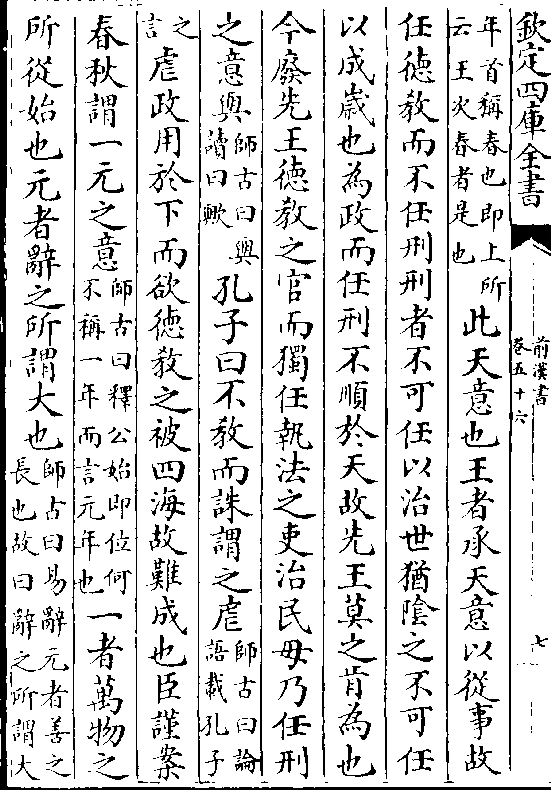 欽定四庫全書
前漢書
卷五十六
七
年首稱春也即上所
云王次春者是也
此天意也王者承天意以從事故
任德教而不任刑刑者不可任以治世猶陰之不可任
以成歲也為政而任刑不順於天故先王莫之肯為也
今廢先王德教之官而獨任執法之吏治民毋乃任刑
之意與師古曰與
讀曰歟
孔子曰不教而誅謂之虐師古曰論
語載孔子
之
言
虐政用於下而欲德教之被四海故難成也臣謹案
春秋謂一元之意師古曰釋公始即位何
不稱一年而言元年也
一者萬物之
所從始也元者辭之所謂大也師古曰易辭元者善之
長也故曰辭之所謂大